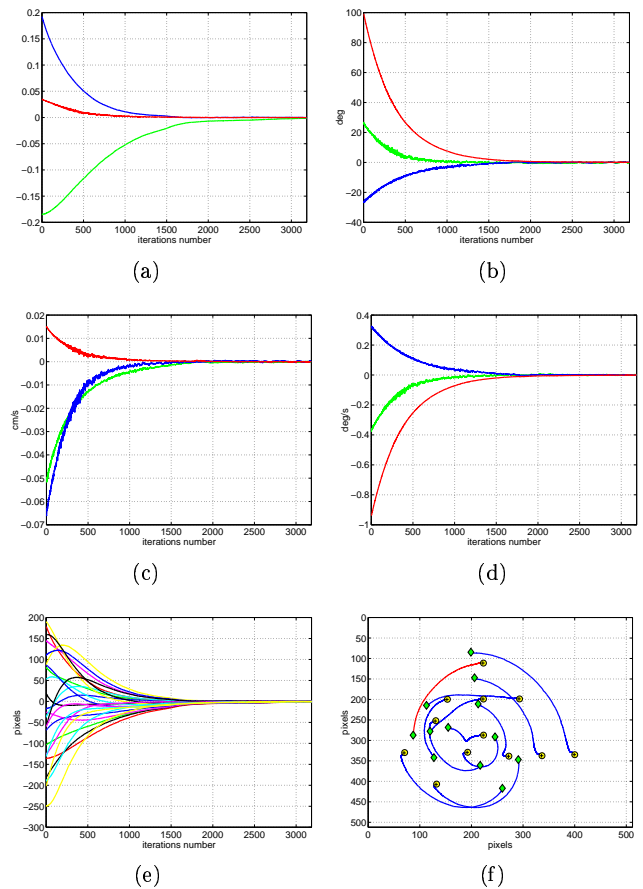 0.2
0.15
0.1
0.05
0
−0.05
−0.1
−0.15
−0.2
0 500 1000 1500 2000 2500 3000
iterations number
(a)
100
80
60
40
20
0
−20
−40
deg
0 500 1000 1500 2000 2500 3000
iterations number
(b)
0.02
0.01
0
−0.01
−0.02
−0.03
−0.04
−0.05
−0.06
−0.07
cm/s
0 500 1000 1500 2000 2500 3000
iterations number
(c)
0.4
0.2
0
−0.2
−0.4
−0.6
−0.8
−1
deg/s
0 500 1000 1500 2000 2500 3000
iterations number
(d)
200
150
100
50
0
−50
−100
−150
−200
−250
−300
pixels
0 500 1000 1500 2000 2500 3000
iterations number
(e)
0
50
100
150
200
250
300
350
400
450
500
pixels
0 100 200 300 400 500
pixels
(f)